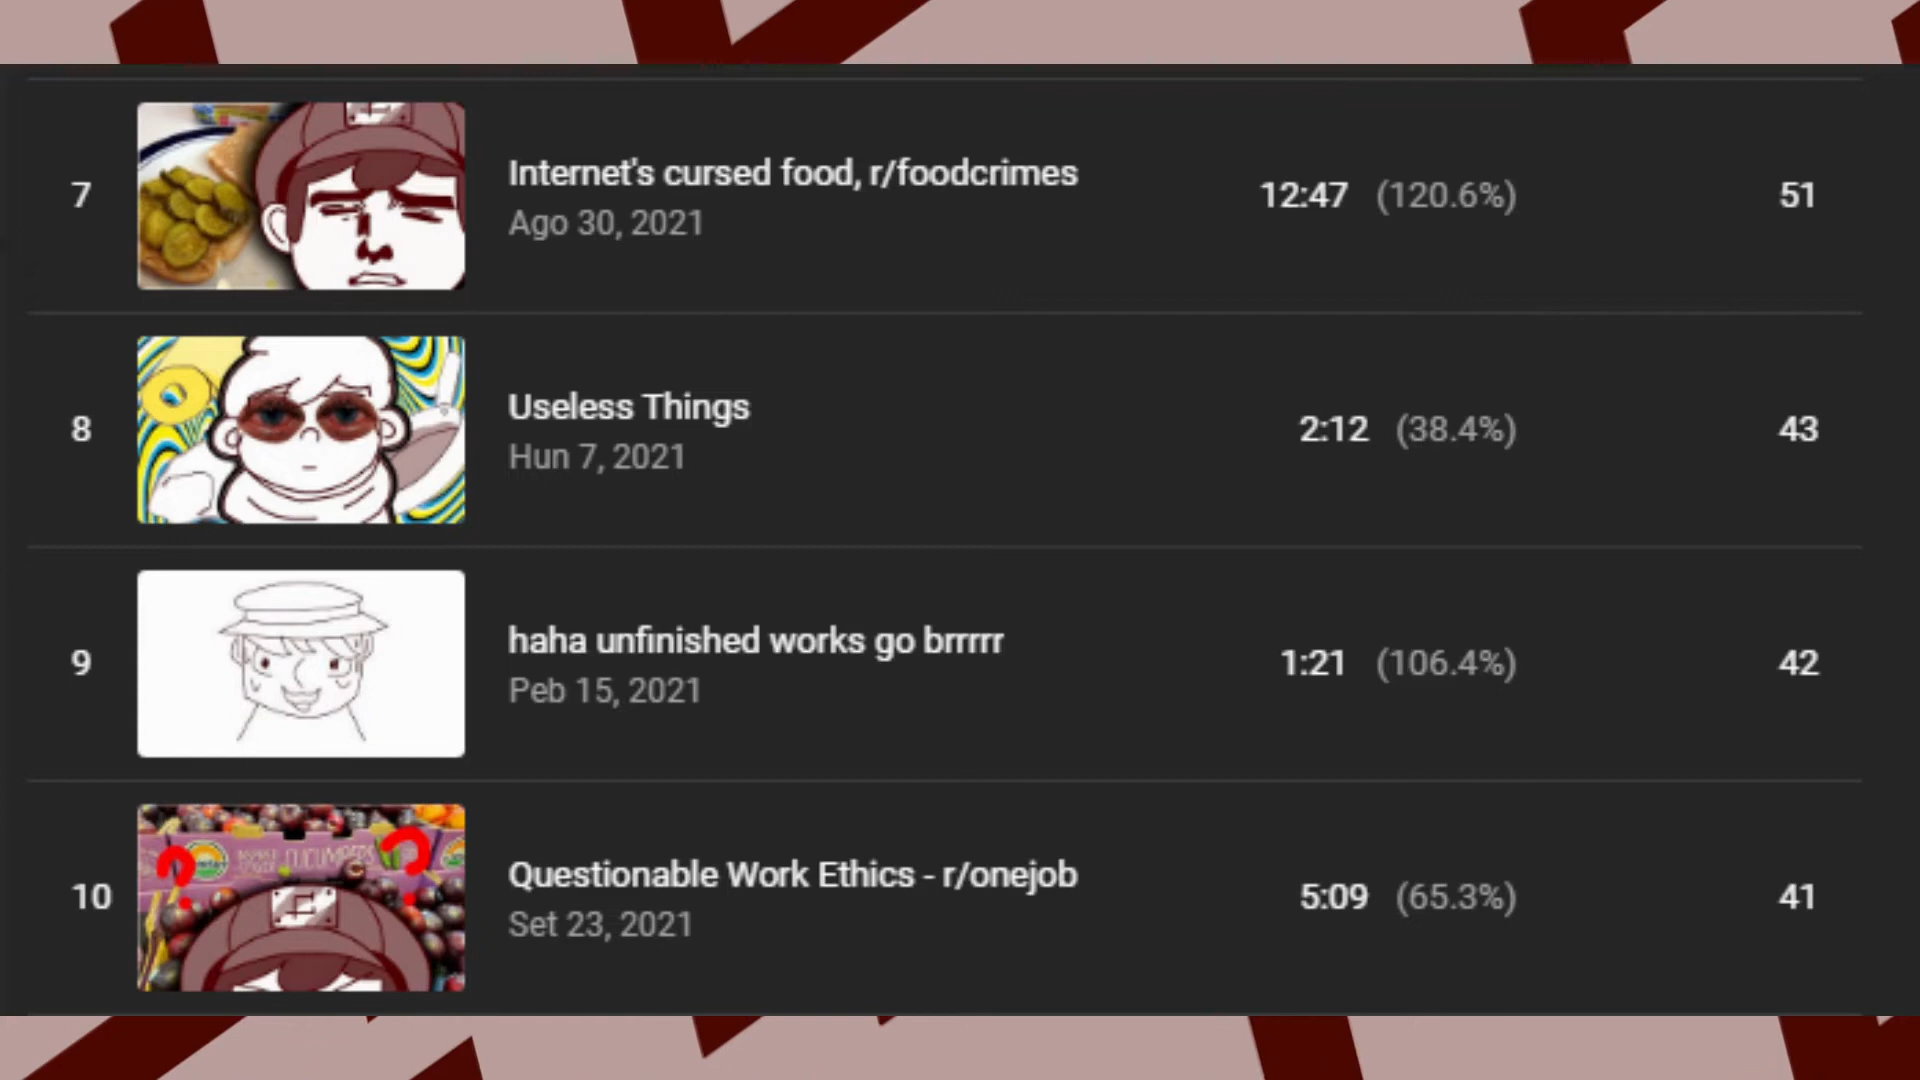 7
Internet's cursed food, r/foodcrimes
Ago 30, 2021
12:47 (120.6%)
51
8
Useless Things
Hun 7, 2021
2:12 (38.4%)
43
9
haha unfinished works go brrrrr
Peb 15, 2021
1:21 (106.4%)
42
10
CUCUMBERS
Questionable Work Ethics - r/onejob
Set 23, 2021
5:09 (65.3%)
41